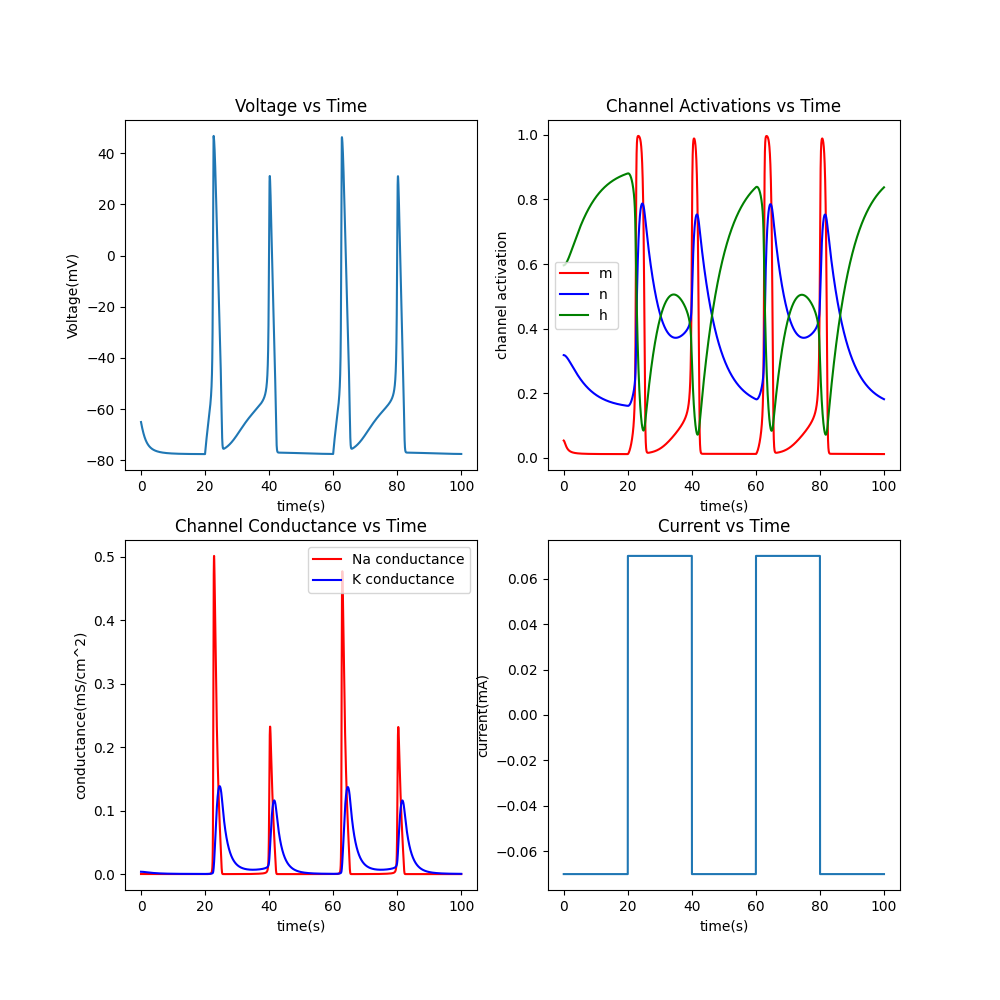 Voltage vs Time
Voltage(mV)
40
20
0
−20
−40
−60
−80
0 20 40 60 80 100
time(s)
Channel Activations vs Time
channel activation
1.0
0.8
0.6
0.4
0.2
0.0
m
n
h
0 20 40 60 80 100
time(s)
Channel Conductance vs Time
conductance(mS/cm^2)
0.5
0.4
0.3
0.2
0.1
0.0
Na conductance
K conductance
0 20 40 60 80 100
time(s)
Current vs Time
current(mA)
0.06
0.04
0.02
0.00
−0.02
−0.04
−0.06
0 20 40 60 80 100
time(s)